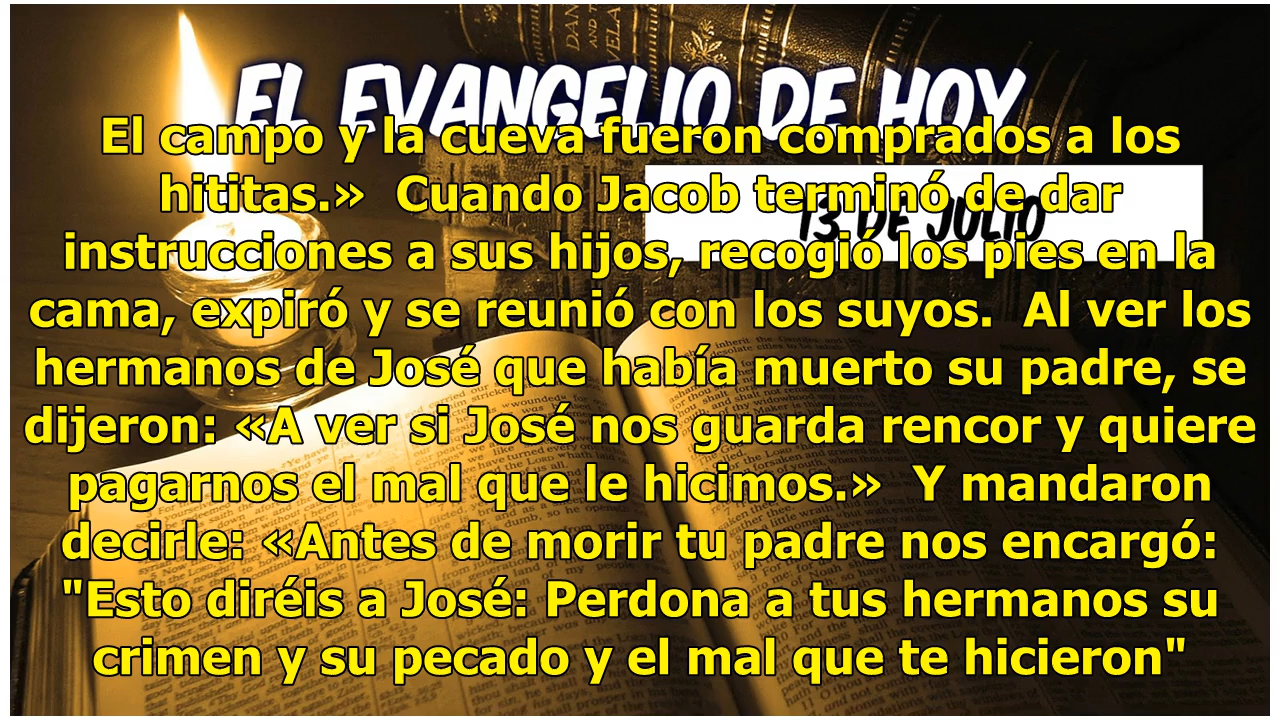 EL EVANGELIO DE HOY
13 DE JULIO
El campo y la cueva fueron comprados a los
hititas.»  Cuando Jacob terminó de dar
instrucciones a sus hijos, recogió los pies en la
cama, expiró y se reunió con los suyos.  Al ver los
hermanos de José que había muerto su padre, se
dijeron: «A ver si José nos guarda rencor y quiere
pagarnos el mal que le hicimos.»  Y mandaron
decirle: «Antes de morir tu padre nos encargó:
"Esto diréis a José: Perdona a tus hermanos su
crimen y su pecado y el mal que te hicieron"